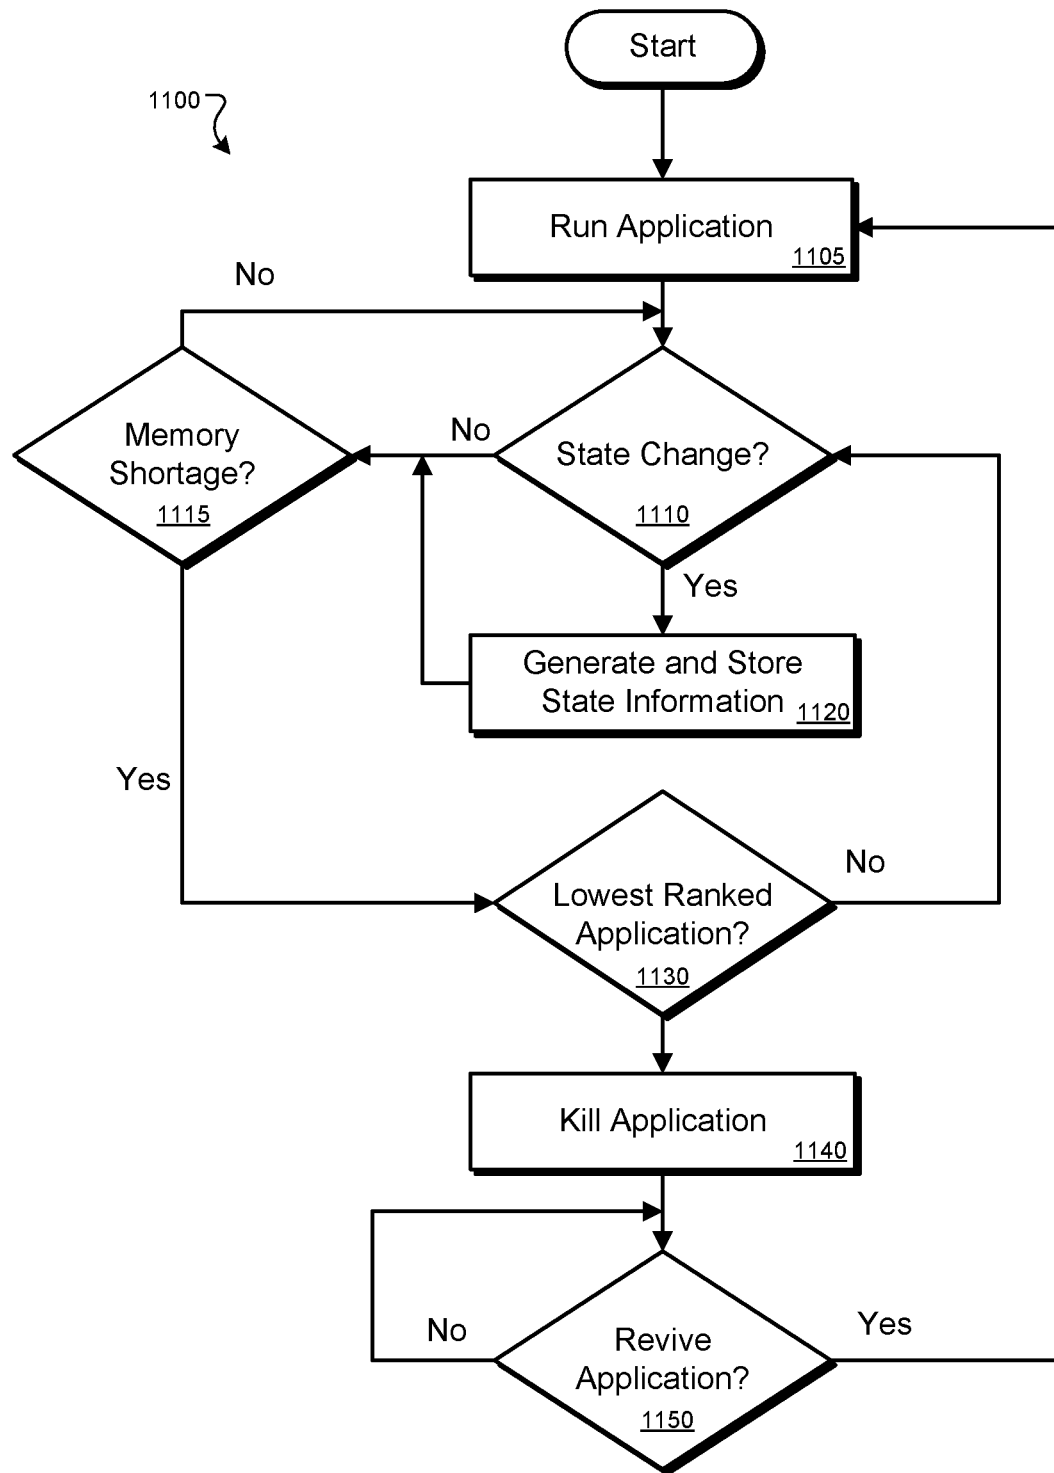 Start
1100
Run Application
1105
No
Memory
Shortage?
1115
No
State Change?
1110
Yes
Generate and Store
State Information
1120
Yes
Lowest Ranked
Application?
1130
No
Kill Application
1140
No
Revive
Application?
1150
Yes